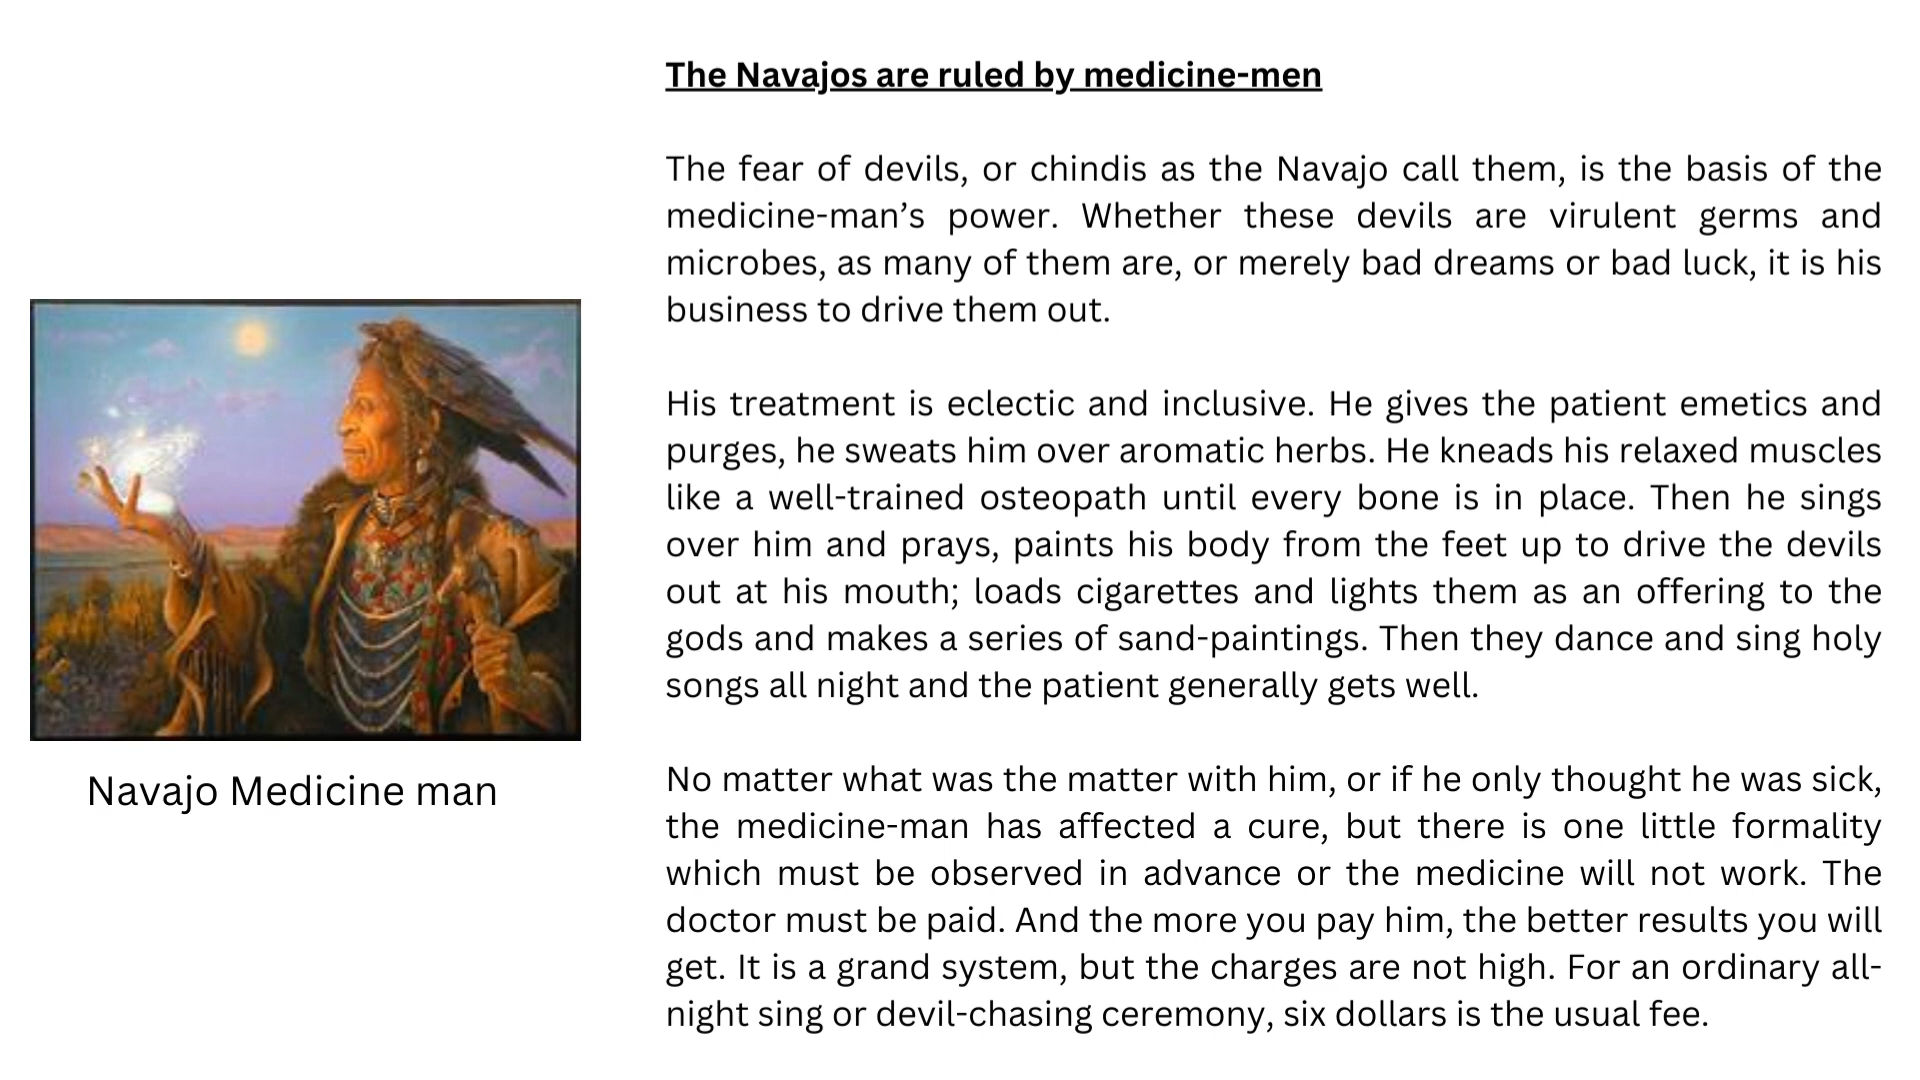 The Navajos are ruled by medicine-men
The fear of devils, or chindis as the Navajo call them, is the basis of the
medicine-man’s power. Whether these devils are virulent germs and
microbes, as many of them are, or merely bad dreams or bad luck, it is his
business to drive them out.
His treatment is eclectic and inclusive. He gives the patient emetics and
purges, he sweats him over aromatic herbs. He kneads his relaxed muscles
like a well-trained osteopath until every bone is in place. Then he sings
over him and prays, paints his body from the feet up to drive the devils
out at his mouth; loads cigarettes and lights them as an offering to the
gods and makes a series of sand-paintings. Then they dance and sing holy
songs all night and the patient generally gets well.
No matter what was the matter with him, or if he only thought he was sick,
the medicine-man has affected a cure, but there is one little formality
which must be observed in advance or the medicine will not work. The
doctor must be paid. And the more you pay him, the better results you will
get. It is a grand system, but the charges are not high. For an ordinary all-
night sing or devil-chasing ceremony, six dollars is the usual fee.
Navajo Medicine man